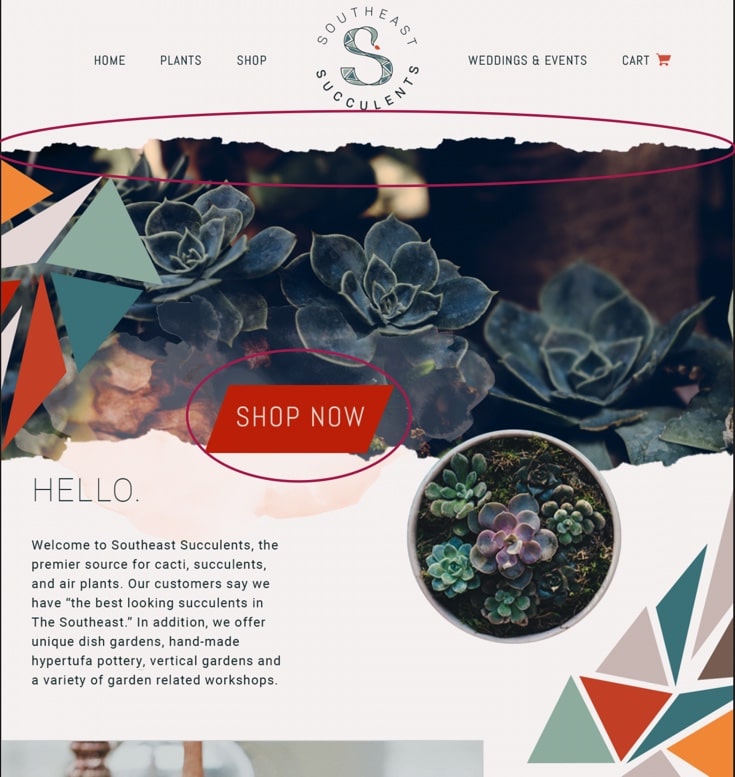 SOUTHEAST
SUCCULENTS
HOME PLANTS SHOP WEDDINGS & EVENTS CART
SHOP NOW
HELLO.
Welcome to Southeast Succulents, the
premier source for cacti, succulents,
and air plants. Our customers say we
have “the best looking succulents in
The Southeast.” In addition, we offer
unique dish gardens, hand-made
hypertufa pottery, vertical gardens and
a variety of garden related workshops.